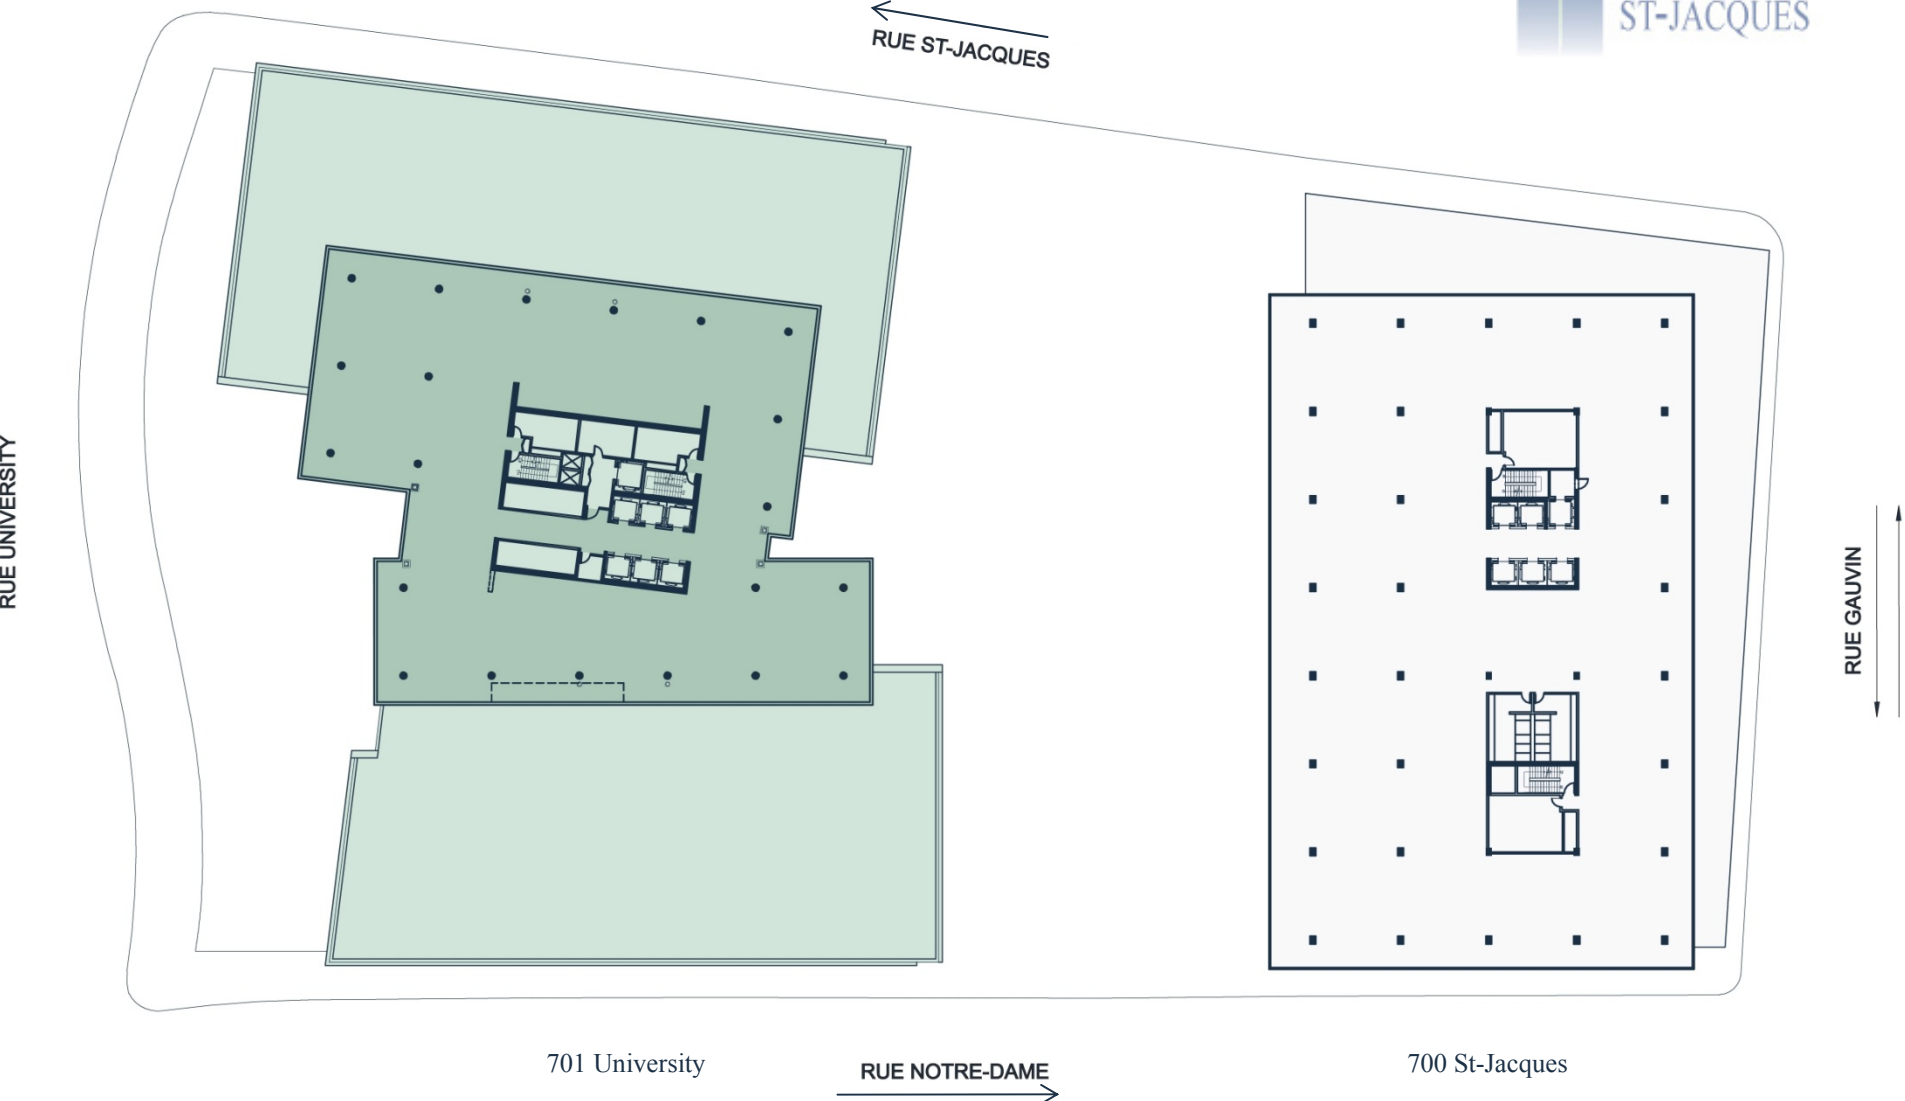 ST-JACQUES
RUE ST-JACQUES
RUE UNIVERSITY
RUE GAUVIN
701 University
RUE NOTRE-DAME
700 St-Jacques